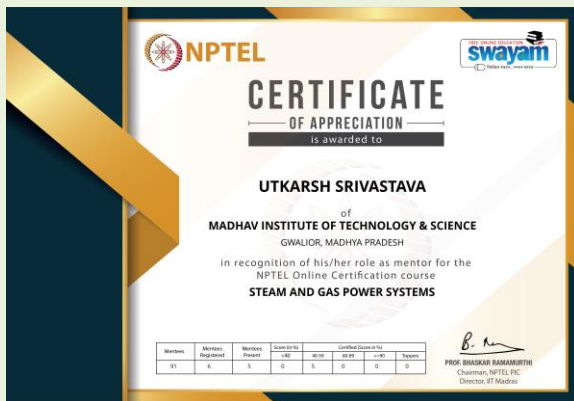 NPTEL
FREE ONLINE EDUCATION
swayam
CERTIFICATE
OF APPRECIATION
is awarded to
UTKARSH SRIVASTAVA
of
MADHAV INSTITUTE OF TECHNOLOGY & SCIENCE
GWALIOR, MADHYA PRADESH
in recognition of his/her role as mentor for the
NPTEL Online Certification course
STEAM AND GAS POWER SYSTEMS
Mentees Mentees Registered Mentees Present Score (in %) Certified (Score in %)
<40 40-59 60-89 >=90 Toppers
91 6 5 0 5 0 0 0
PROF. BHASKAR RAMAMURTHI
Chairman, NPTEL PIC
Director, IIT Madras